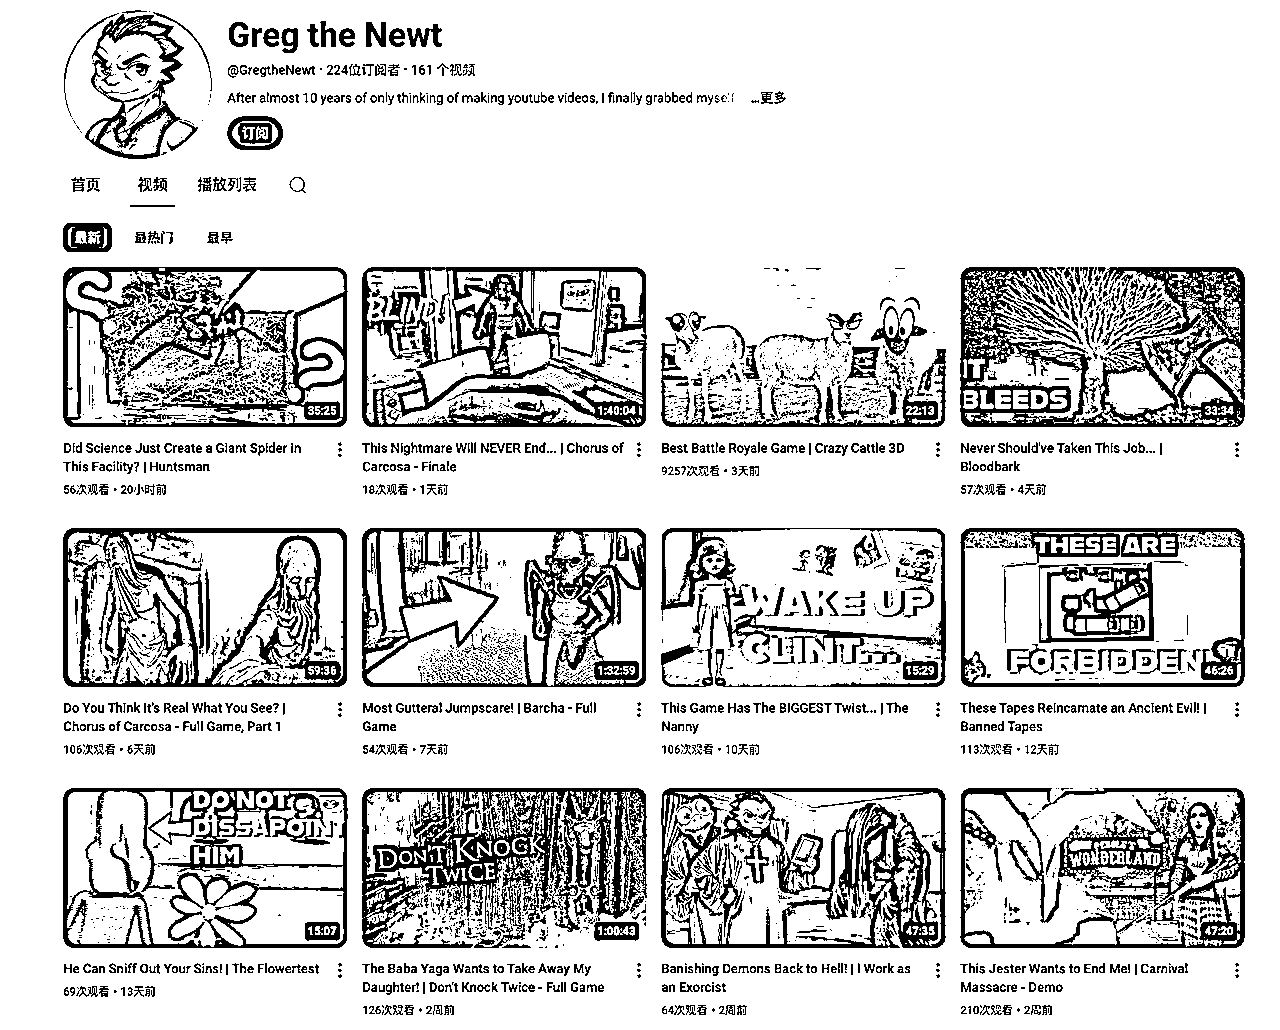 Greg the Newt
@GregtheNewt · 224位订阅者 · 161 个视频
After almost 10 years of only thinking of making youtube videos, I finally grabbed myself ...更多
订阅
首页 视频 播放列表
最新 最热门 最早
BLIND!
IT
BLEEDS
35:25
1:40:04
22:13
33:34
Did Science Just Create a Giant Spider in
This Facility? | Huntsman
56次观看 • 20小时前
This Nightmare Will NEVER End... | Chorus of
Carcosa - Finale
18次观看 • 1天前
Best Battle Royale Game | Crazy Cattle 3D
9257次观看 • 3天前
Never Should've Taken This Job... |
Bloodbark
57次观看 • 4天前
WAKE UP
CLINT...
THESE ARE
FORBIDDEN
59:36
1:32:59
15:29
46:26
Do You Think It's Real What You See? |
Chorus of Carcosa - Full Game, Part 1
106次观看 • 6天前
Most Gutteral Jumpscare! | Barcha - Full
Game
54次观看 • 7天前
This Game Has The BIGGEST Twist... | The
Nanny
106次观看 • 10天前
These Tapes Reincarnate an Ancient Evil! |
Banned Tapes
113次观看 • 12天前
DO NOT
DISSAPOINT
HIM
DON'T KNOCK
TWICE
WONDERLAND
15:07
1:00:43
47:35
47:20
He Can Sniff Out Your Sins! | The Flowertest
69次观看 • 13天前
The Baba Yaga Wants to Take Away My
Daughter! | Don't Knock Twice - Full Game
126次观看 • 2周前
Banishing Demons Back to Hell! | I Work as
an Exorcist
64次观看 • 2周前
This Jester Wants to End Me! | Carnival
Massacre - Demo
210次观看 • 2周前